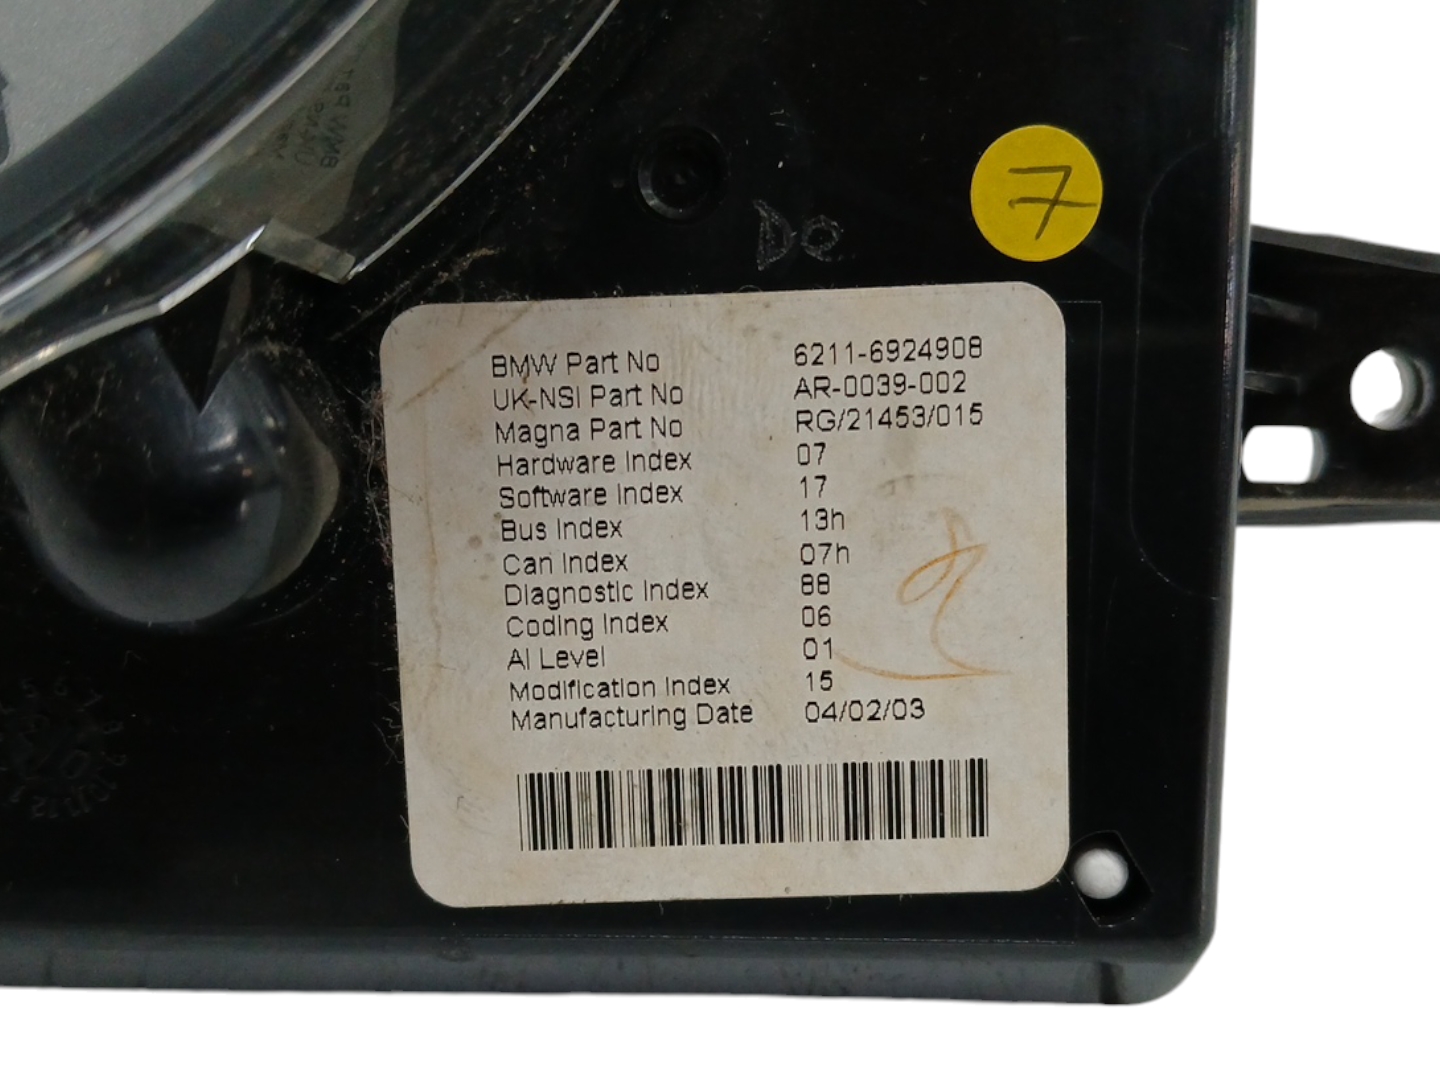 7
DO
BMW Part No 6211-6924908
UK-NSI Part No AR-0039-002
Magna Part No RG/21453/015
Hardware Index 07
Software Index 17
Bus Index 13h
Can Index 07h
Diagnostic Index 88
Coding Index 06
AI Level 01
Modification Index 15
Manufacturing Date 04/02/03